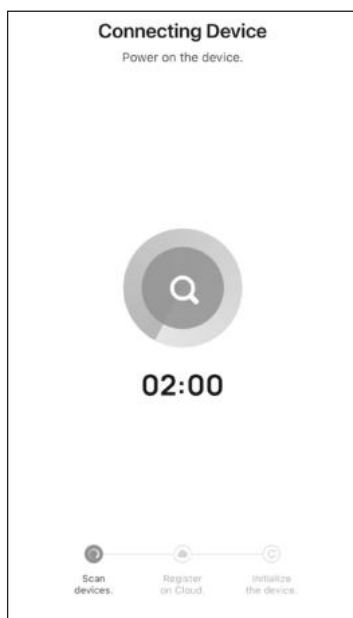 Connecting Device
Power on the device.
02:00
Scan
devices.
Register
on Cloud.
Initialize
the device.